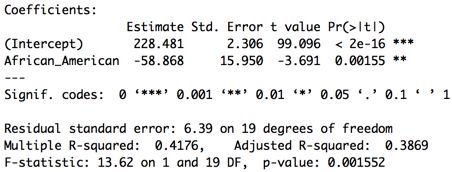 Coefficients:
Estimate Std. Error t value Pr(>|t|)
(Intercept) 228.481 2.306 99.096 < 2e-16 ***
African_American -58.868 15.950 -3.691 0.00155 **
---
Signif. codes: 0 ‘***’ 0.001 ‘**’ 0.01 ‘*’ 0.05 ‘.’ 0.1 ‘ ’ 1
Residual standard error: 6.39 on 19 degrees of freedom
Multiple R-squared: 0.4176, Adjusted R-squared: 0.3869
F-statistic: 13.62 on 1 and 19 DF, p-value: 0.001552